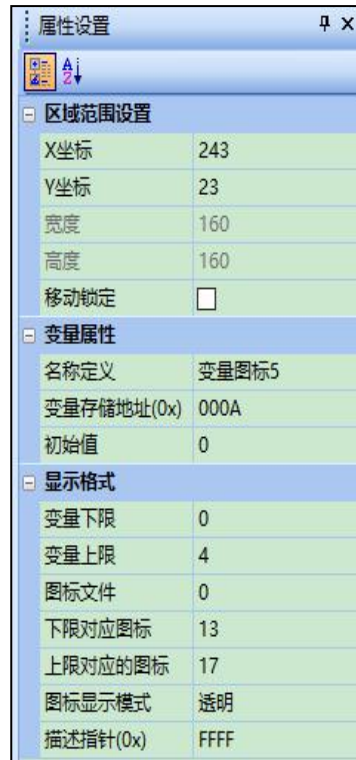 属性设置
区域范围设置
X坐标 243
Y坐标 23
宽度 160
高度 160
移动锁定
变量属性
名称定义 变量图标5
变量存储地址(0x) 000A
初始值 0
显示格式
变量下限 0
变量上限 4
图标文件 0
下限对应图标 13
上限对应的图标 17
图标显示模式 透明
描述指针(0x) FFFF